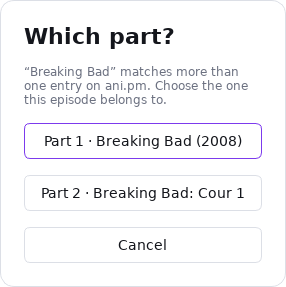 Which part?
“Breaking Bad” matches more than
one entry on ani.pm. Choose the one
this episode belongs to.
Part 1 · Breaking Bad (2008)
Part 2 · Breaking Bad: Cour 1
Cancel